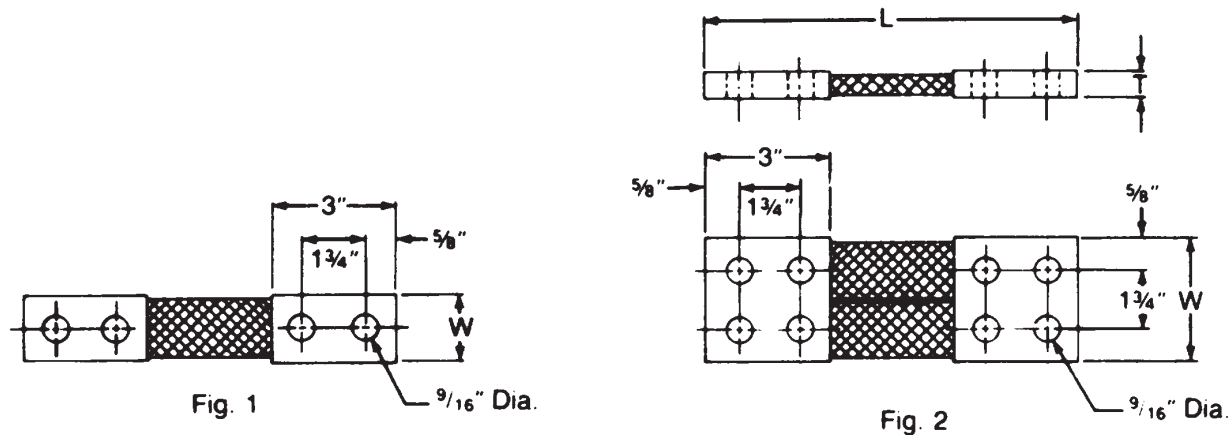 L
T
3"
5/8"
1 3/4"
5/8"
1 3/4"
W
9/16" Dia.
Fig. 2
3"
5/8"
1 3/4"
W
9/16" Dia.
Fig. 1